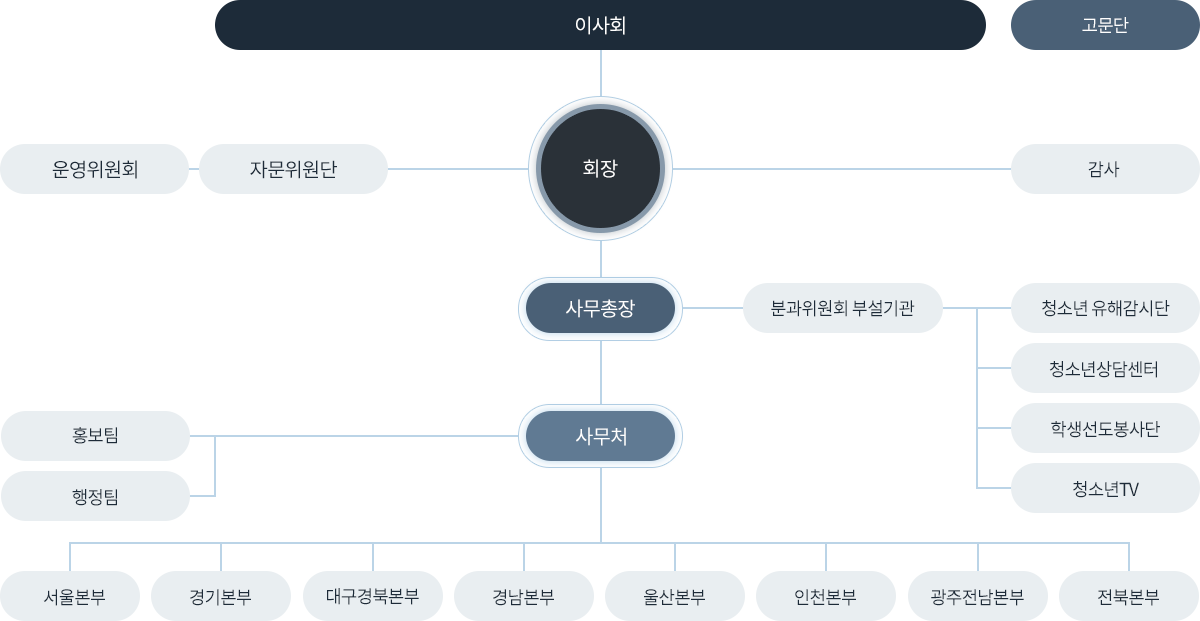 이사회
고문단
운영위원회
자문위원단
회장
감사
사무총장
분과위원회 부설기관
청소년 유해감시단
청소년상담센터
학생선도봉사단
청소년TV
사무처
홍보팀
행정팀
서울본부
경기본부
대구경북본부
경남본부
울산본부
인천본부
광주전남본부
전북본부